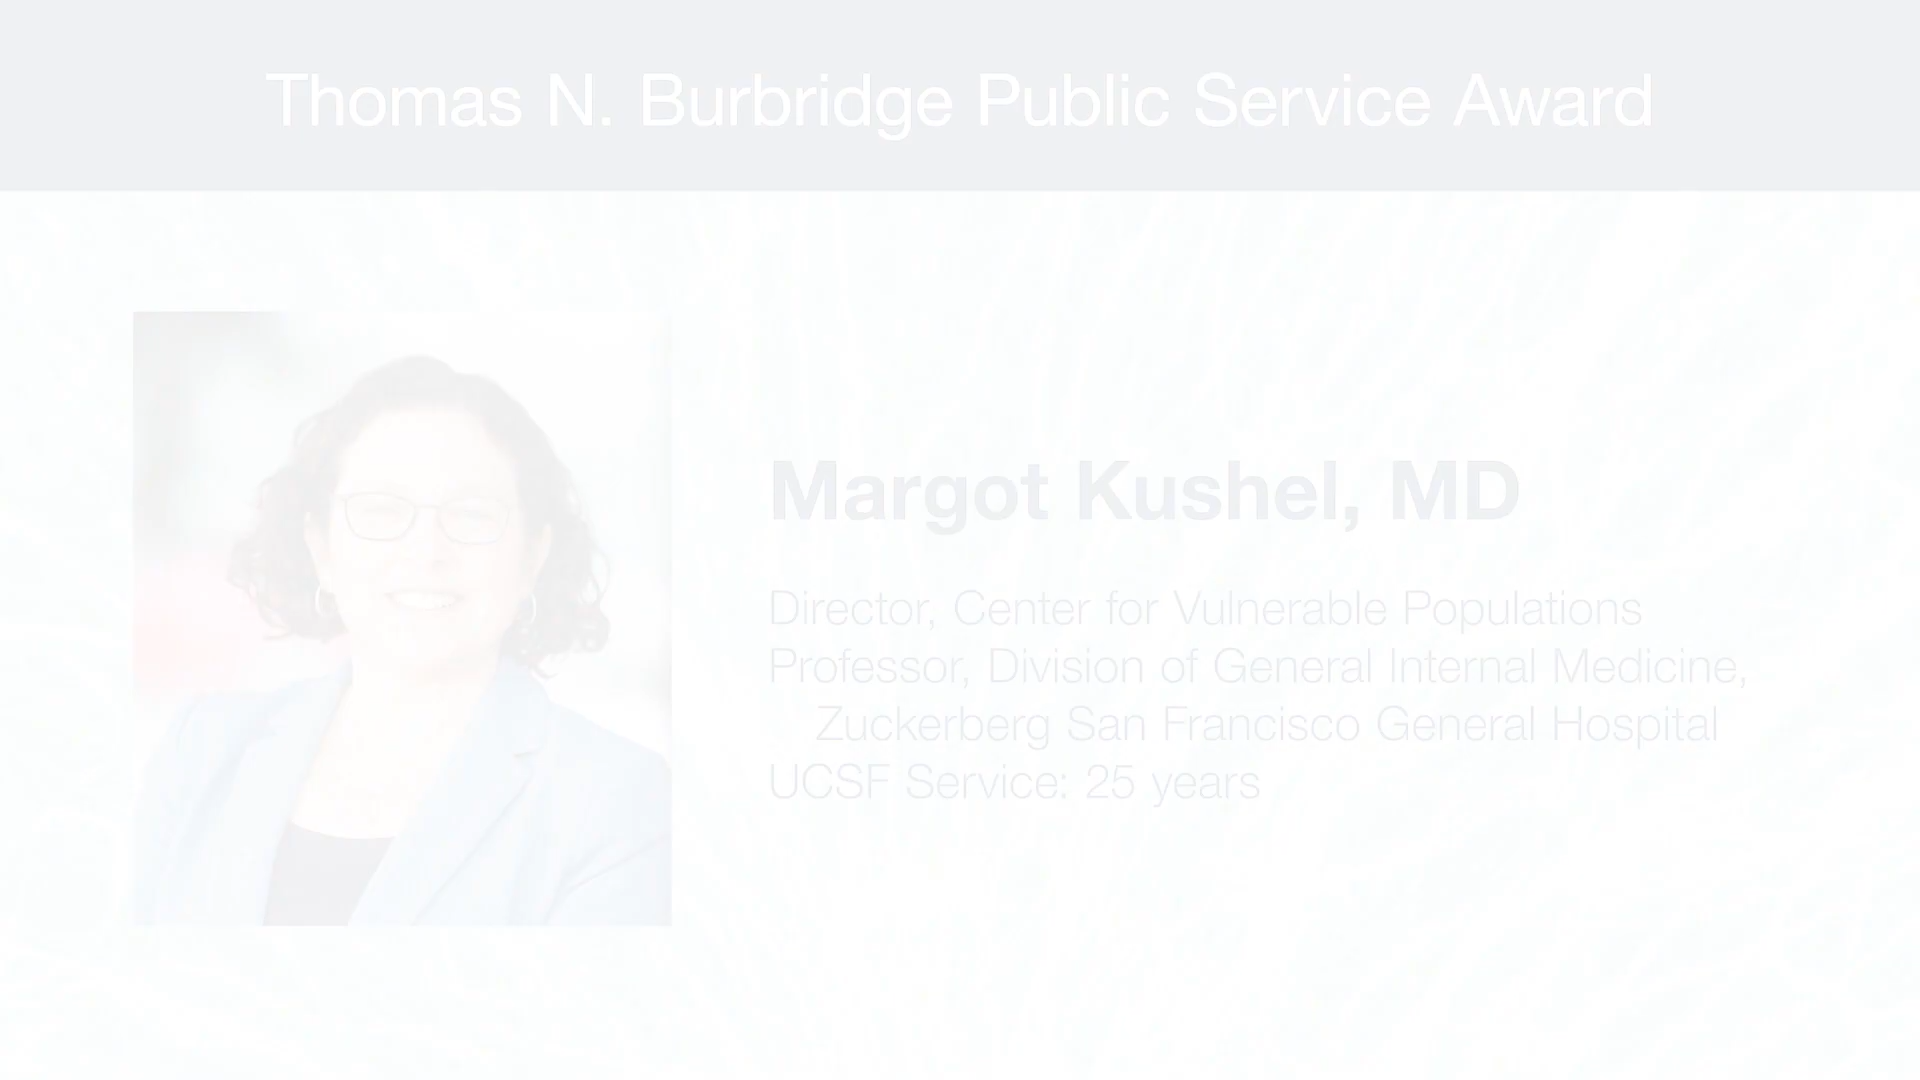 Thomas N. Burbridge Public Service Award
Margot Kushel, MD
Director, Center for Vulnerable Populations
Professor, Division of General Internal Medicine,
Zuckerberg San Francisco General Hospital
UCSF Service: 25 years